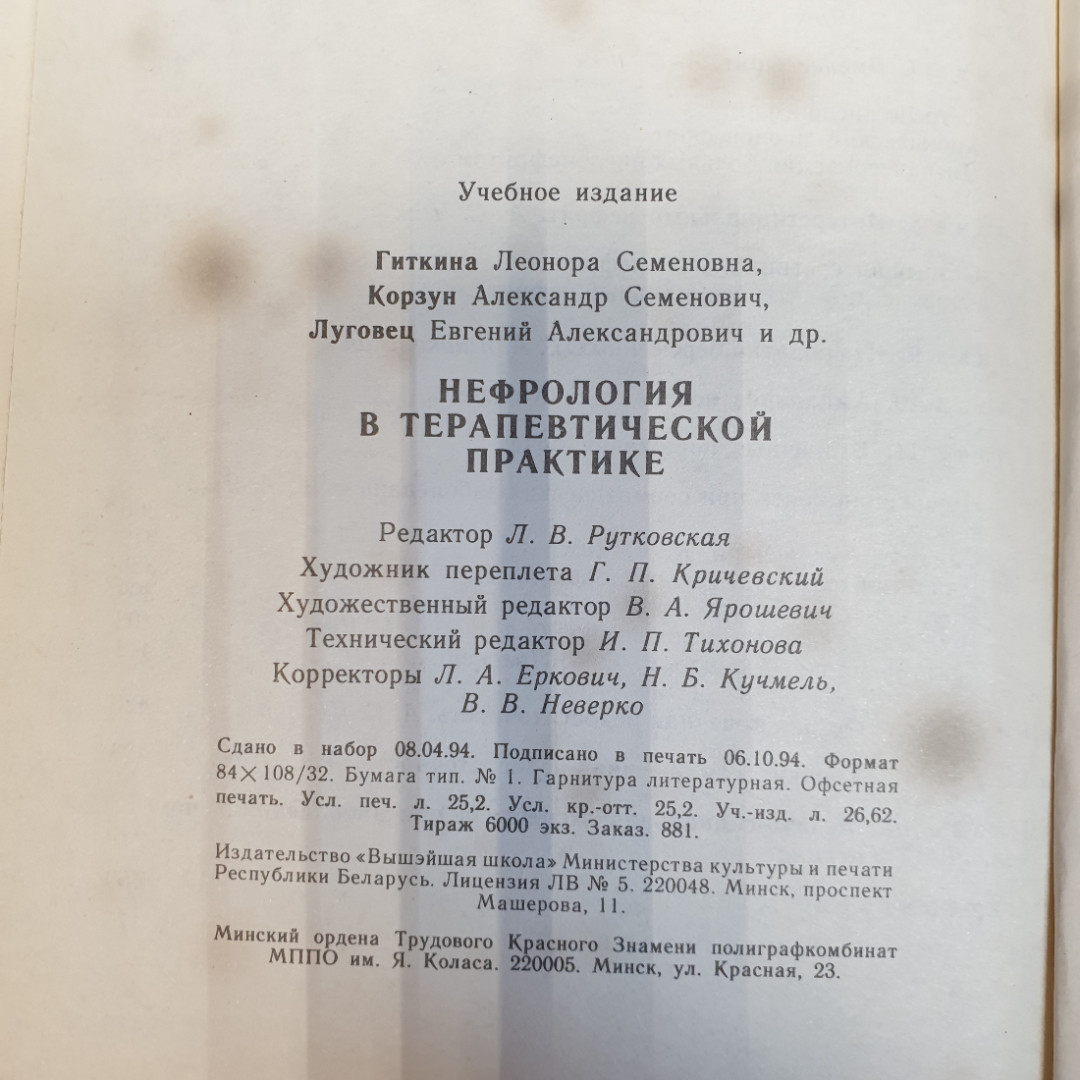 Учебное издание
Гиткина Леонора Семеновна,
Корзун Александр Семенович,
Луговец Евгений Александрович и др.
НЕФРОЛОГИЯ
В ТЕРАПЕВТИЧЕСКОЙ
ПРАКТИКЕ
Редактор Л. В. Рутковская
Художник переплета Г. П. Кричевский
Художественный редактор В. А. Ярошевич
Технический редактор И. П. Тихонова
Корректоры Л. А. Еркович, Н. Б. Кучмель,
В. В. Неверко
Сдано в набор 08.04.94. Подписано в печать 06.10.94. Формат
84×108/32. Бумага тип. № 1. Гарнитура литературная. Офсетная
печать. Усл. печ. л. 25,2. Усл. кр.-отт. 25,2. Уч.-изд. л. 26,62.
Тираж 6000 экз. Заказ. 881.
Издательство «Вышэйшая школа» Министерства культуры и печати
Республики Беларусь. Лицензия ЛВ № 5. 220048. Минск, проспект
Машерова, 11.
Минский ордена Трудового Красного Знамени полиграфкомбинат
МППО им. Я. Коласа. 220005. Минск, ул. Красная, 23.